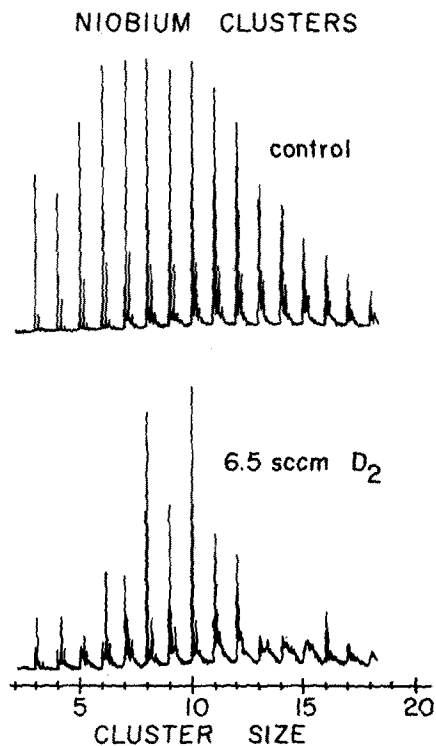 NIOBIUM CLUSTERS
control
6.5 sccm D2
5 10 15 20
CLUSTER SIZE